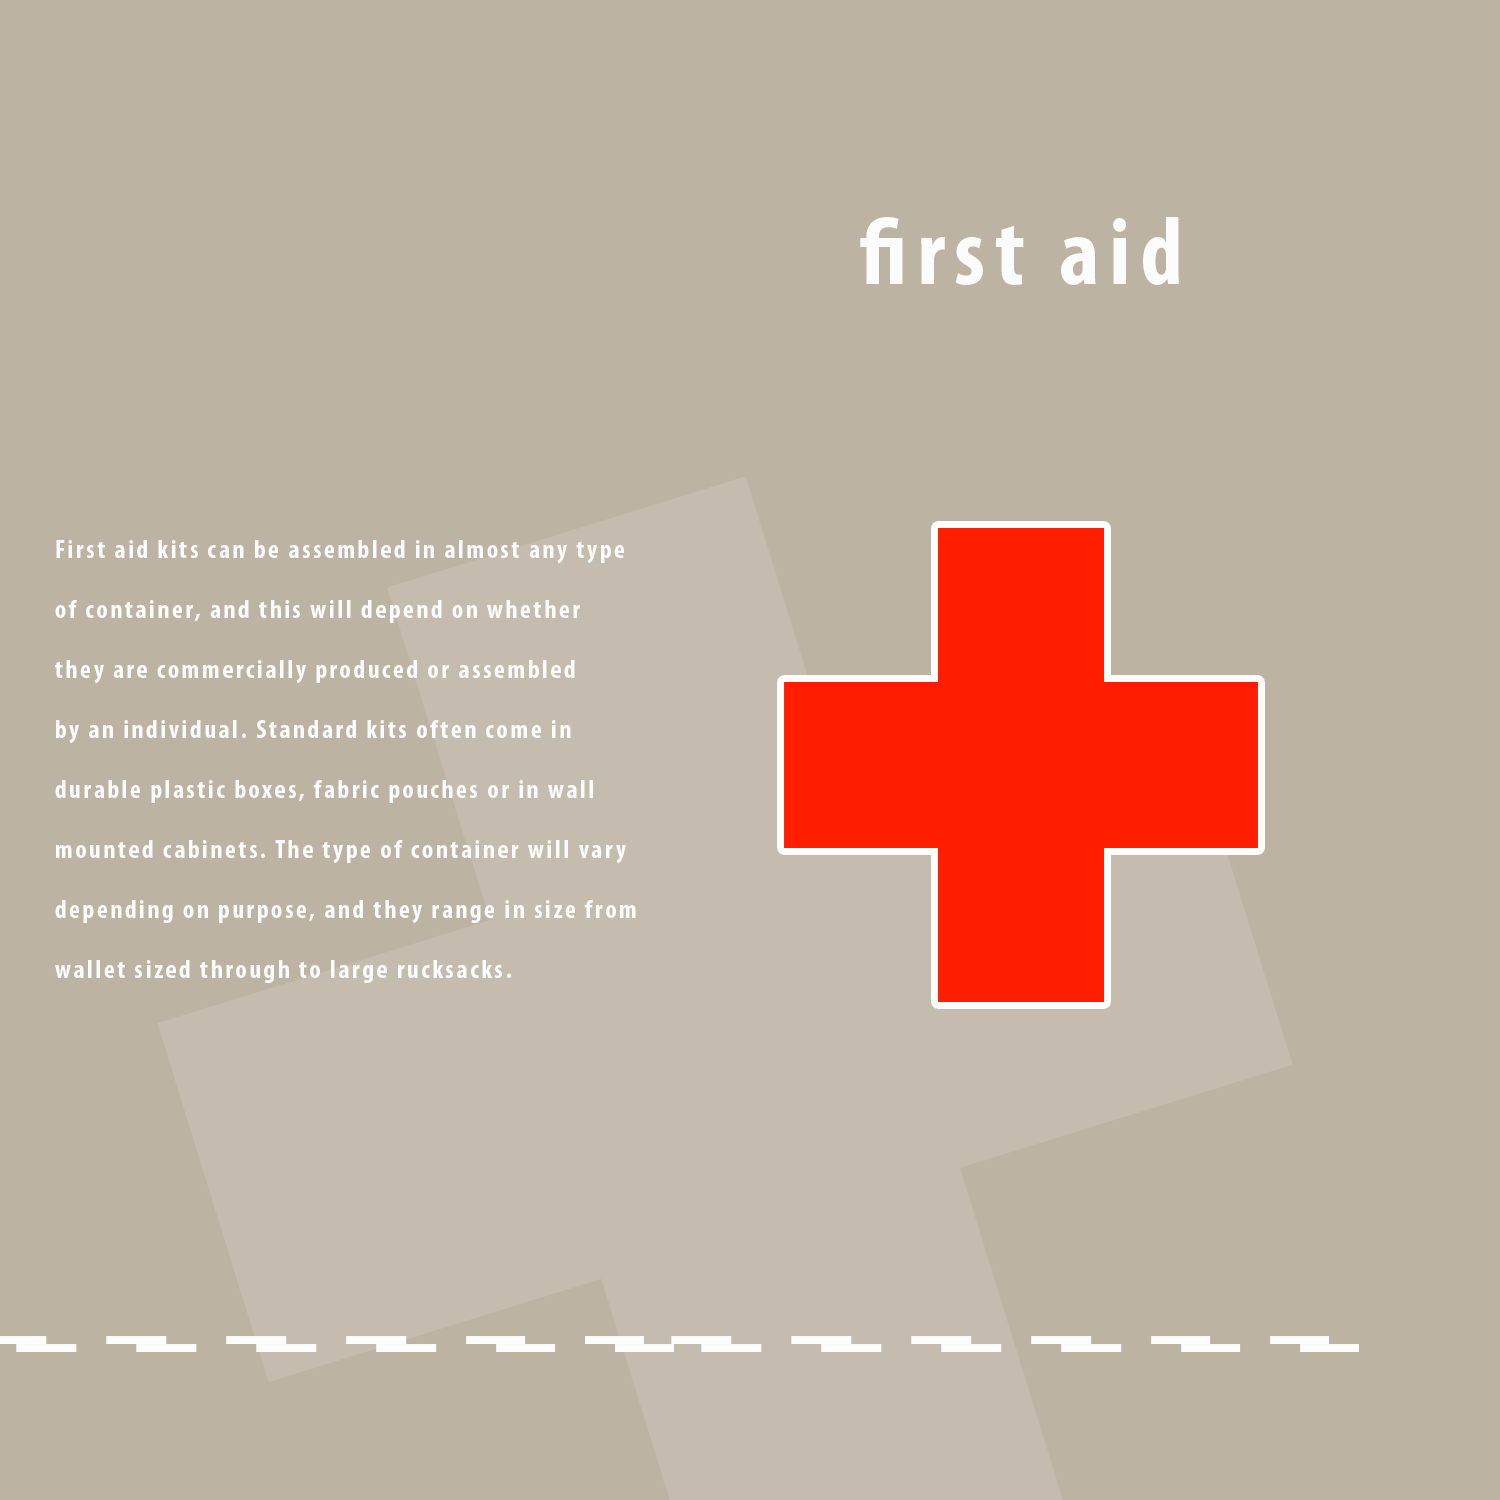 first aid
First aid kits can be assembled in almost any type
of container, and this will depend on whether
they are commercially produced or assembled
by an individual. Standard kits often come in
durable plastic boxes, fabric pouches or in wall
mounted cabinets. The type of container will vary
depending on purpose, and they range in size from
wallet sized through to large rucksacks.